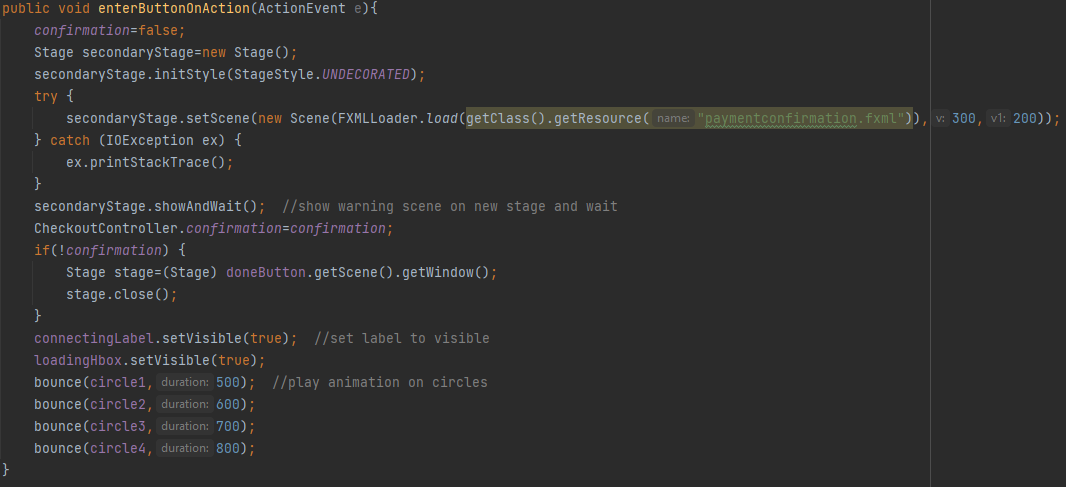 public void enterButtonOnAction(ActionEvent e){
confirmation=false;
Stage secondaryStage=new Stage();
secondaryStage.initStyle(StageStyle.UNDECORATED);
try {
secondaryStage.setScene(new Scene(FXMLLoader.load(getClass().getResource( name: "paymentconfirmation.fxml")), v: 300, v1: 200));
} catch (IOException ex) {
ex.printStackTrace();
}
secondaryStage.showAndWait();  //show warning scene on new stage and wait
CheckoutController.confirmation=confirmation;
if(!confirmation) {
Stage stage=(Stage) doneButton.getScene().getWindow();
stage.close();
}
connectingLabel.setVisible(true);  //set label to visible
loadingHbox.setVisible(true);
bounce(circle1, duration: 500);  //play animation on circles
bounce(circle2, duration: 600);
bounce(circle3, duration: 700);
bounce(circle4, duration: 800);
}